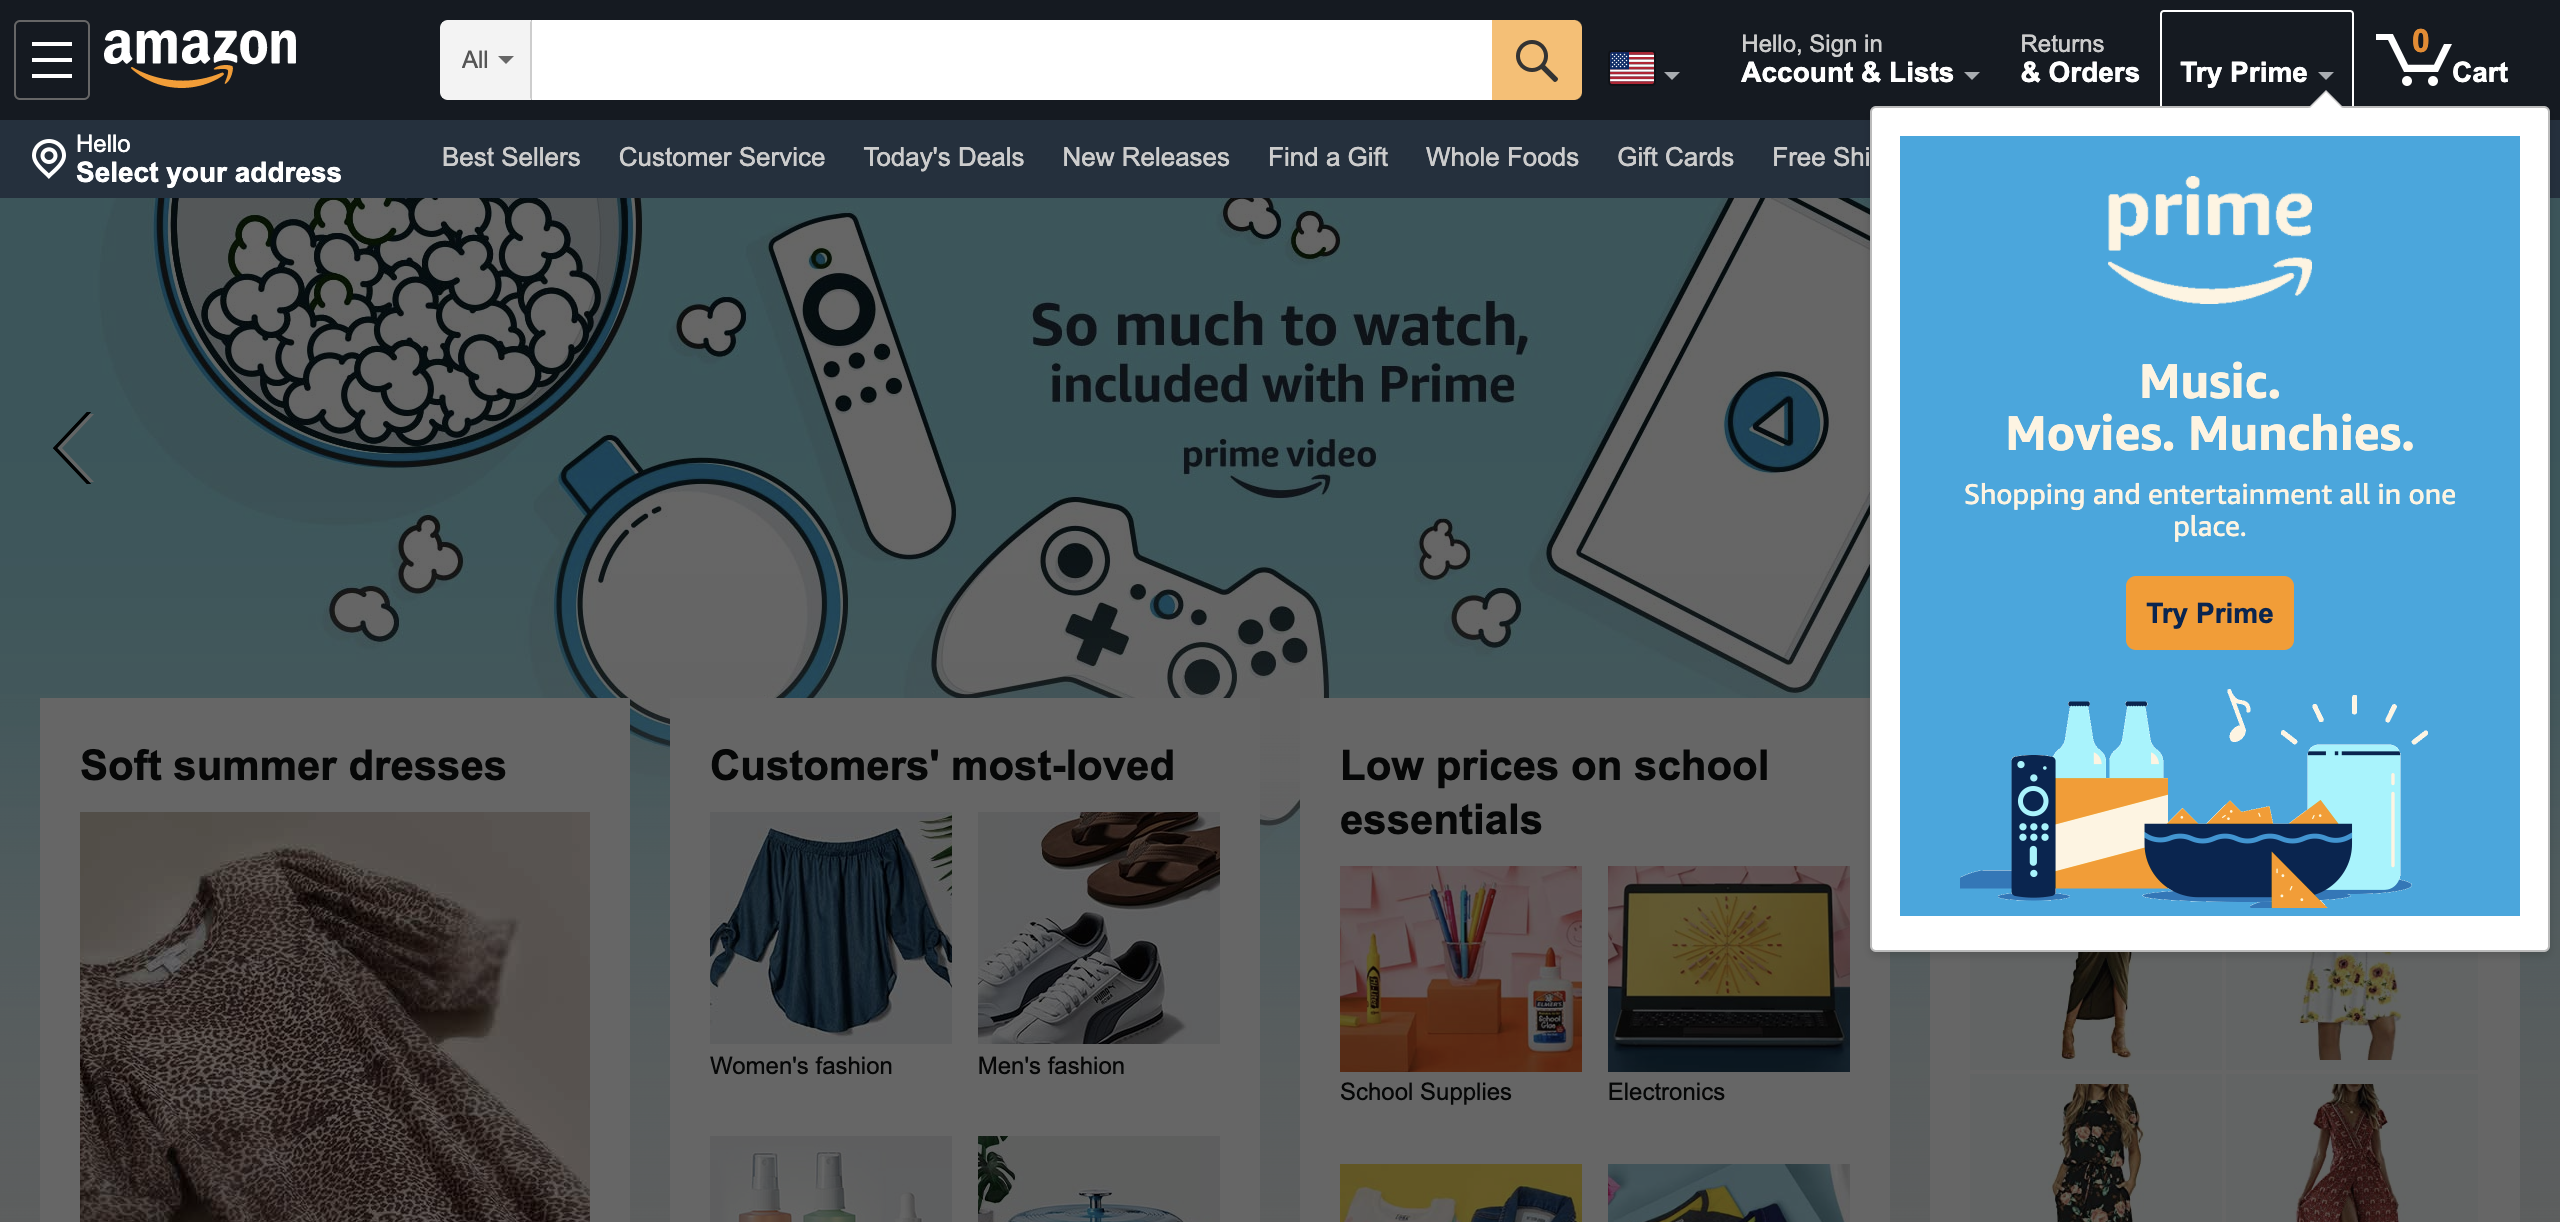 amazon
All
Hello, Sign in
Account & Lists
Returns
& Orders
Try Prime
0
Cart
Hello
Select your address
Best Sellers
Customer Service
Today's Deals
New Releases
Find a Gift
Whole Foods
Gift Cards
Free Shi
So much to watch,
included with Prime
prime video
prime
Music.
Movies. Munchies.
Shopping and entertainment all in one
place.
Try Prime
Soft summer dresses
Customers' most-loved
Women's fashion
Men's fashion
Low prices on school
essentials
School Supplies
Electronics